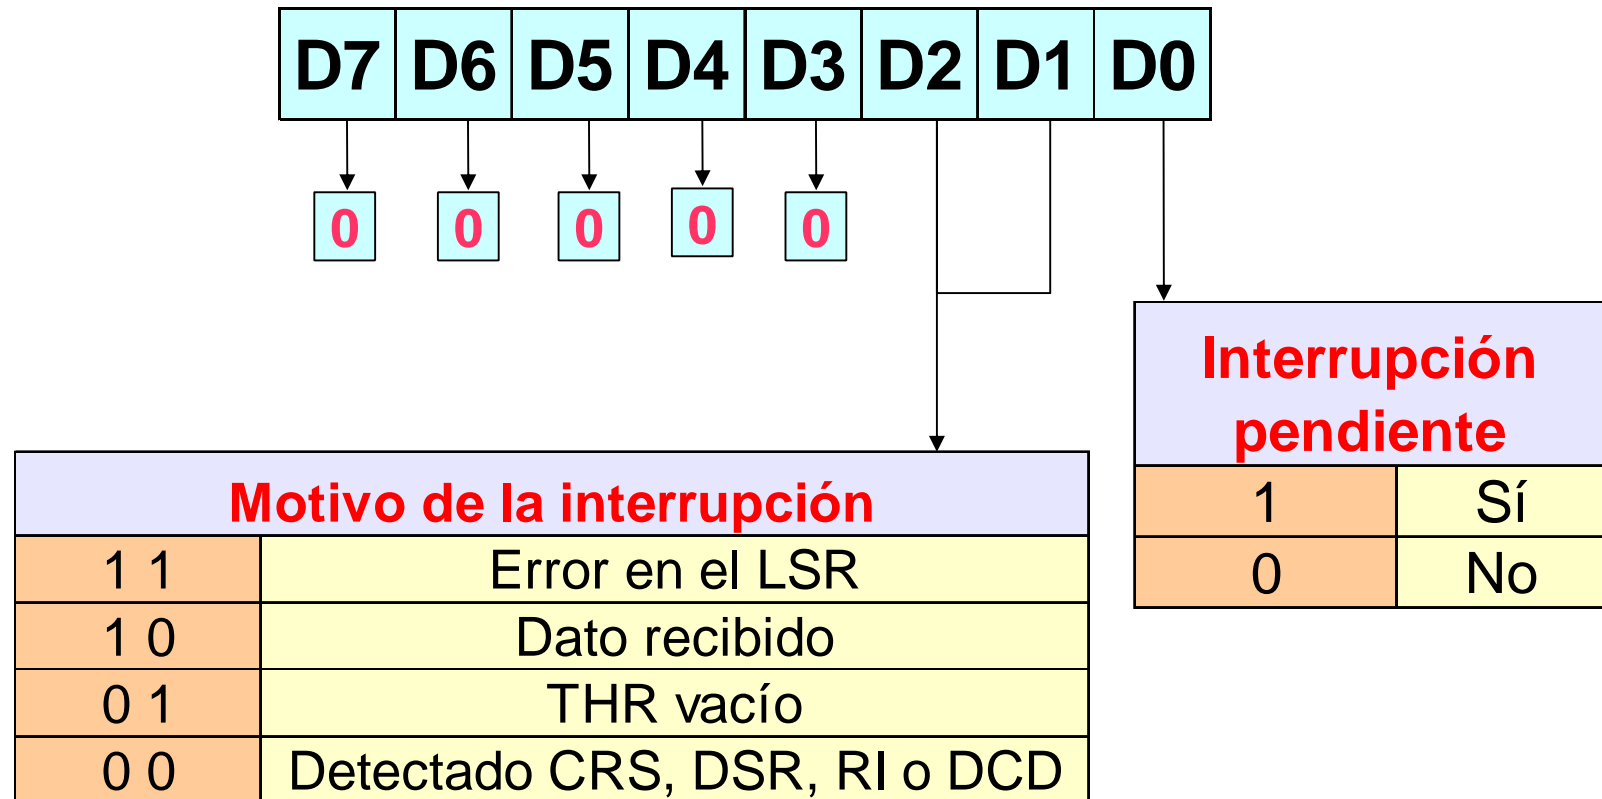 D7 D6 D5 D4 D3 D2 D1 D0
0 0 0 0 0
Interrupción
pendiente
1 Sí
0 No
Motivo de la interrupción
1 1 Error en el LSR
1 0 Dato recibido
0 1 THR vacío
0 0 Detectado CRS, DSR, RI o DCD